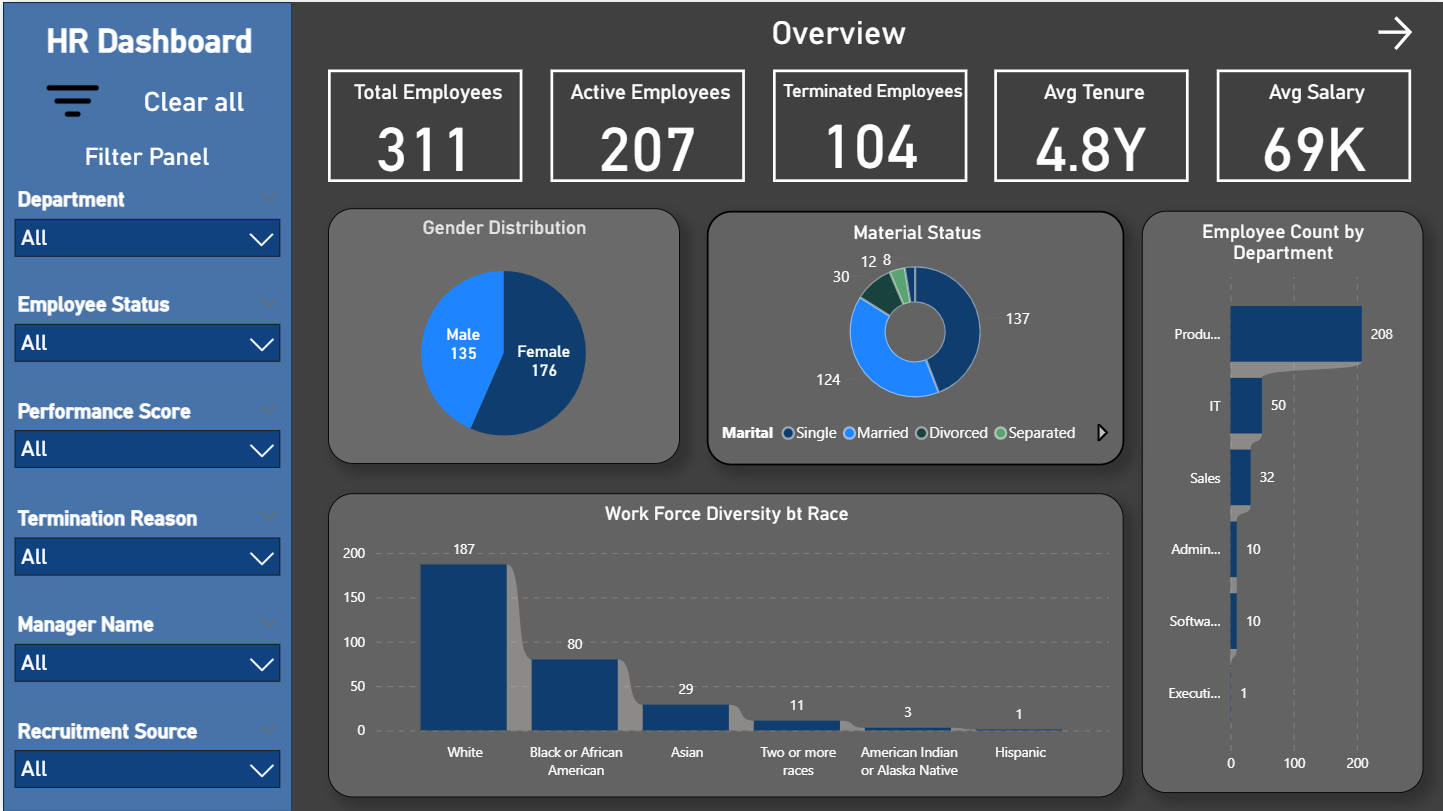 HR Dashboard
Clear all
Filter Panel
Department
All
Employee Status
All
Performance Score
All
Termination Reason
All
Manager Name
All
Recruitment Source
All
Overview
Total Employees
311
Active Employees
207
Terminated Employees
104
Avg Tenure
4.8Y
Avg Salary
69K
Gender Distribution
Male
135
Female
176
Material Status
12 8
30
137
124
Marital Single Married Divorced Separated
Employee Count by
Department
Produ... 208
IT 50
Sales 32
Admin... 10
Softwa... 10
Executi... 1
0 100 200
Work Force Diversity bt Race
200
150
100
50
0
187
80
29
11
3
1
White
Black or African
American
Asian
Two or more
races
American Indian
or Alaska Native
Hispanic